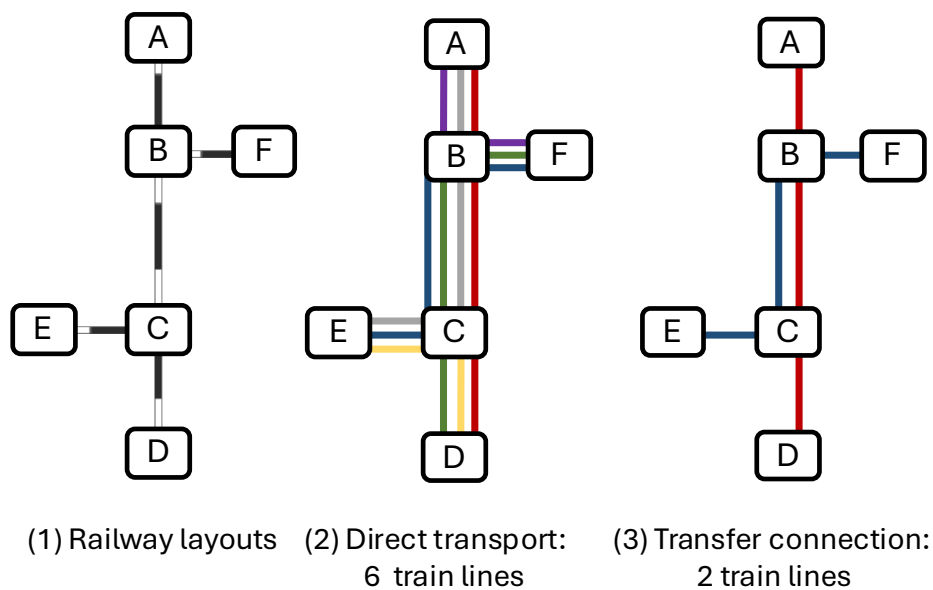 A
B
F
E
C
D
(1) Railway layouts
A
B
F
E
C
D
(2) Direct transport:
6 train lines
A
B
F
E
C
D
(3) Transfer connection:
2 train lines